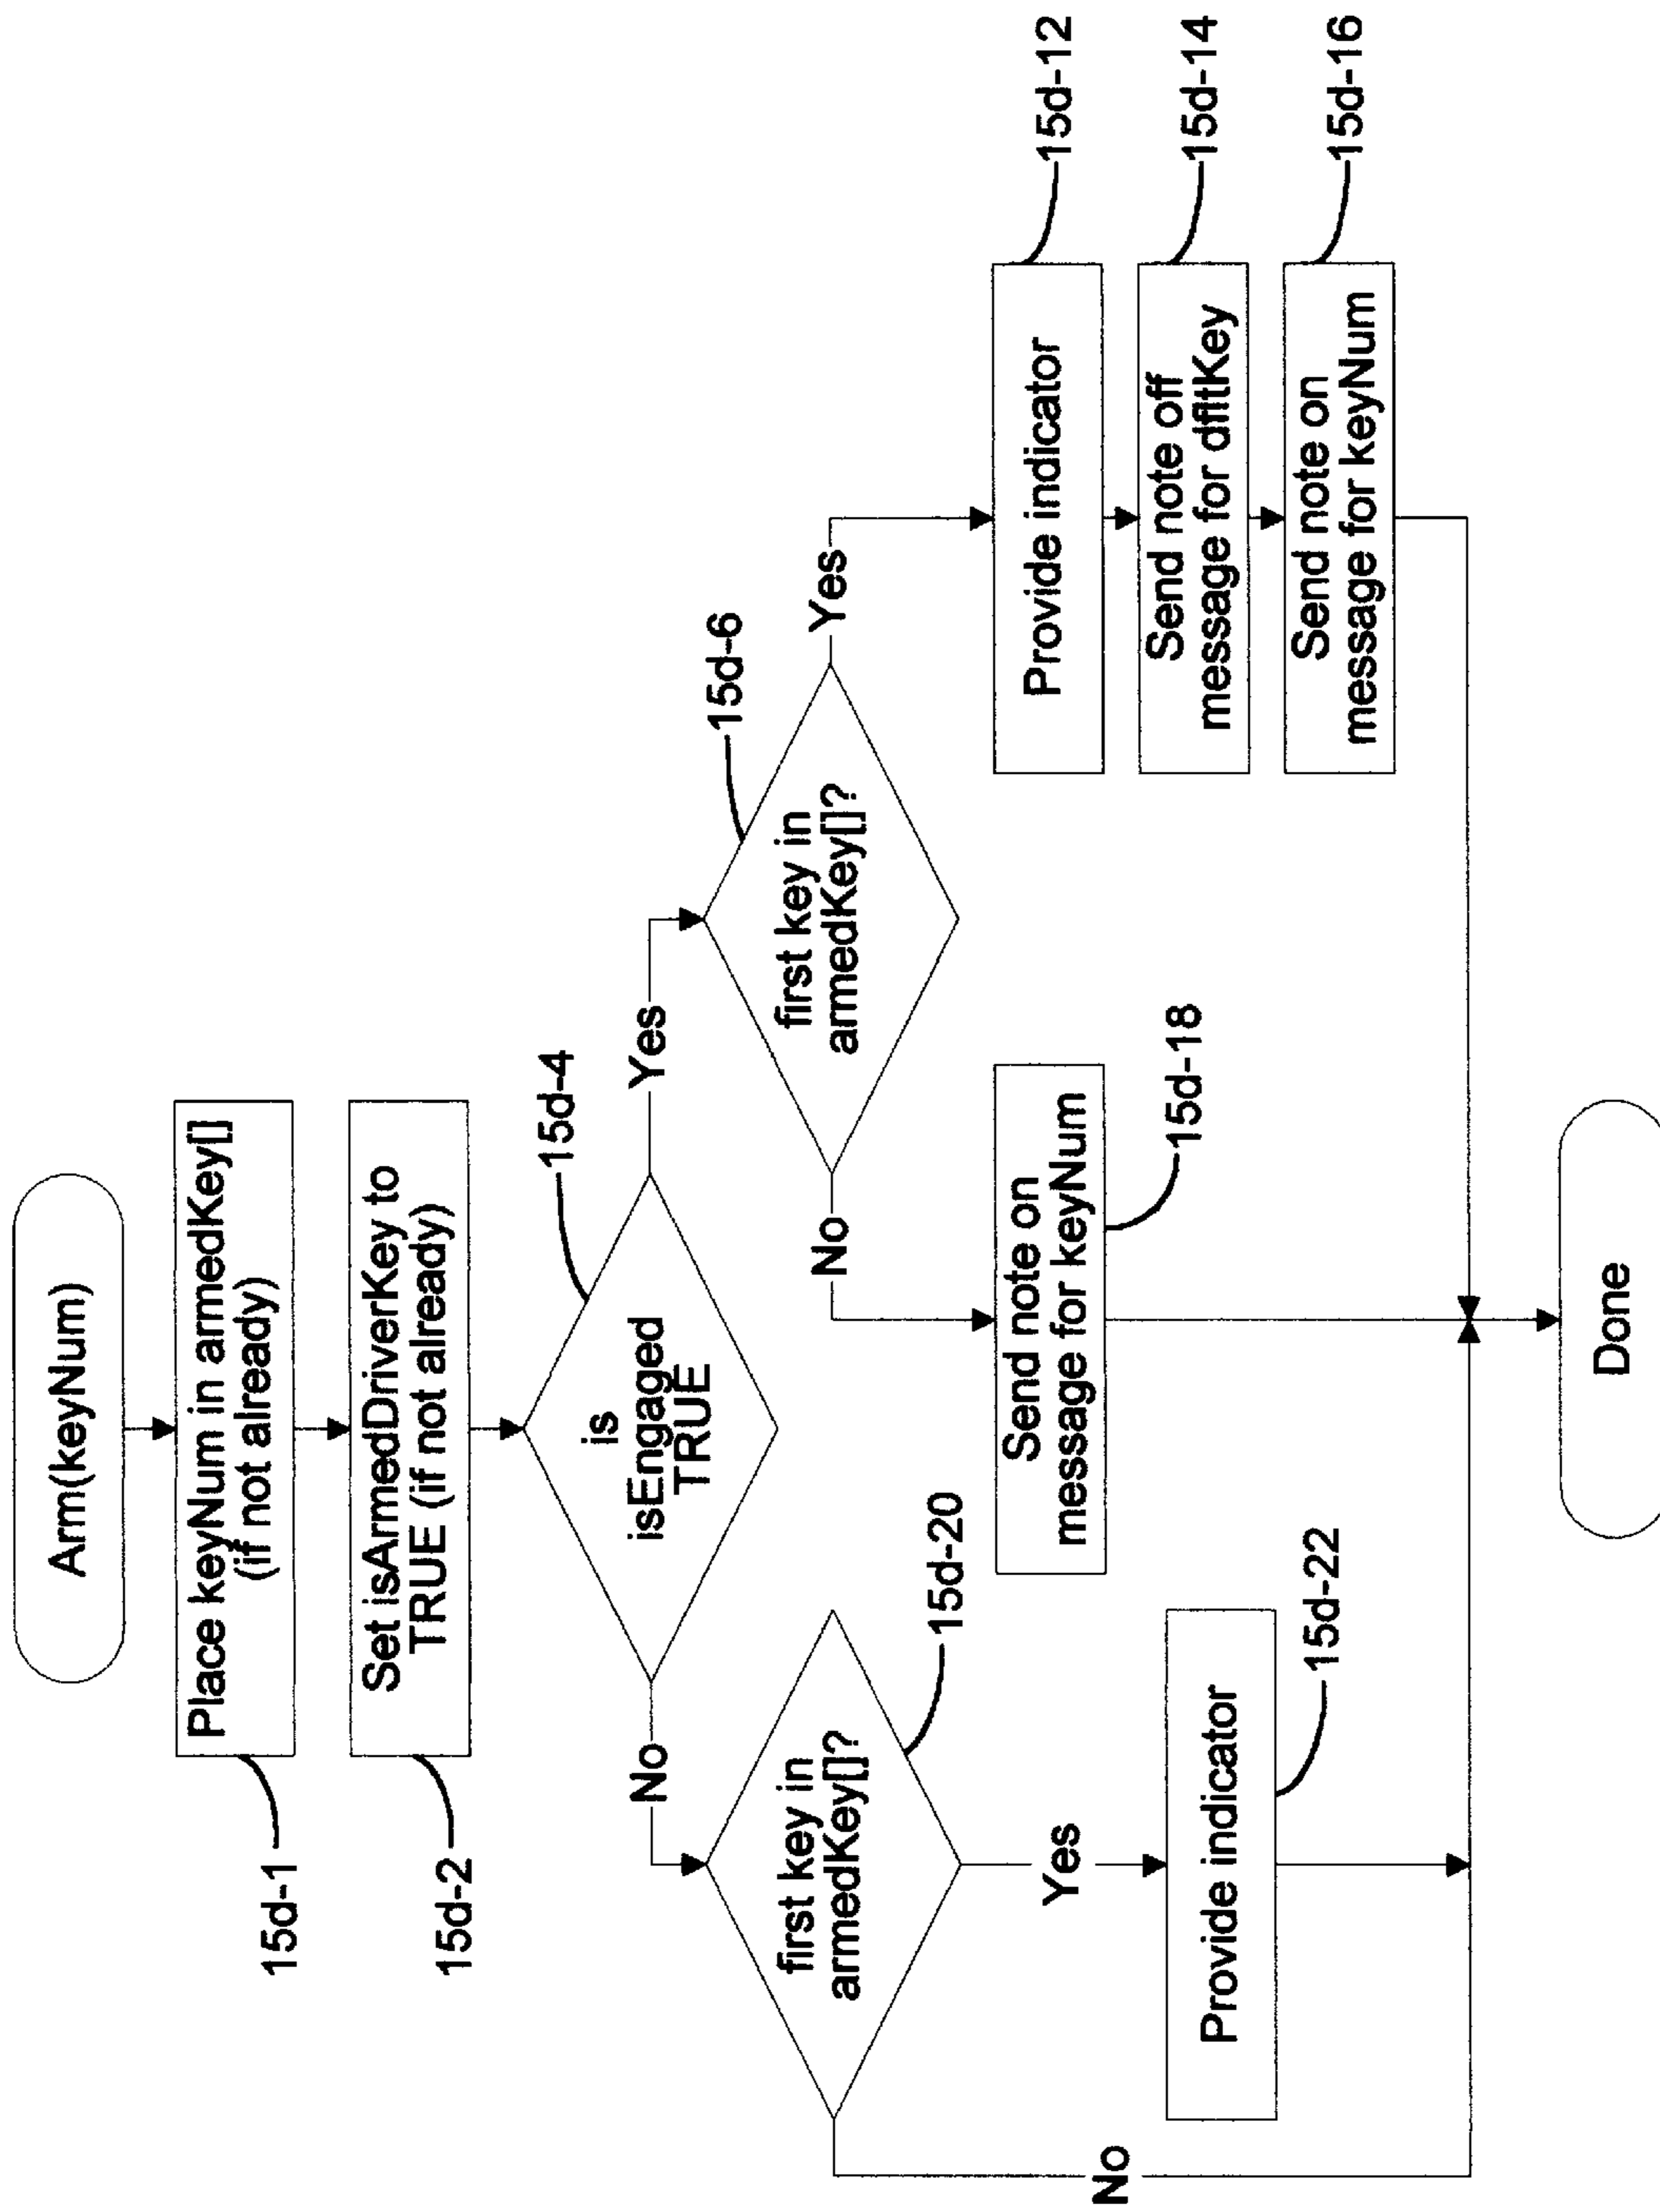 Arm(keyNum)
Place keyNum in armedKey[]
(if not already)
15d-1
Set isArmedDriverKey to
TRUE (if not already)
15d-2
is
isEngaged
TRUE
15d-4
No
Yes
first key in
armedKey[]?
15d-20
first key in
armedKey[]?
15d-6
No
Yes
No
Yes
Provide indicator
15d-22
Send note on
message for keyNum
15d-18
Provide indicator
15d-12
Send note off
message for dfltKey
15d-14
Send note on
message for keyNum
15d-16
Done